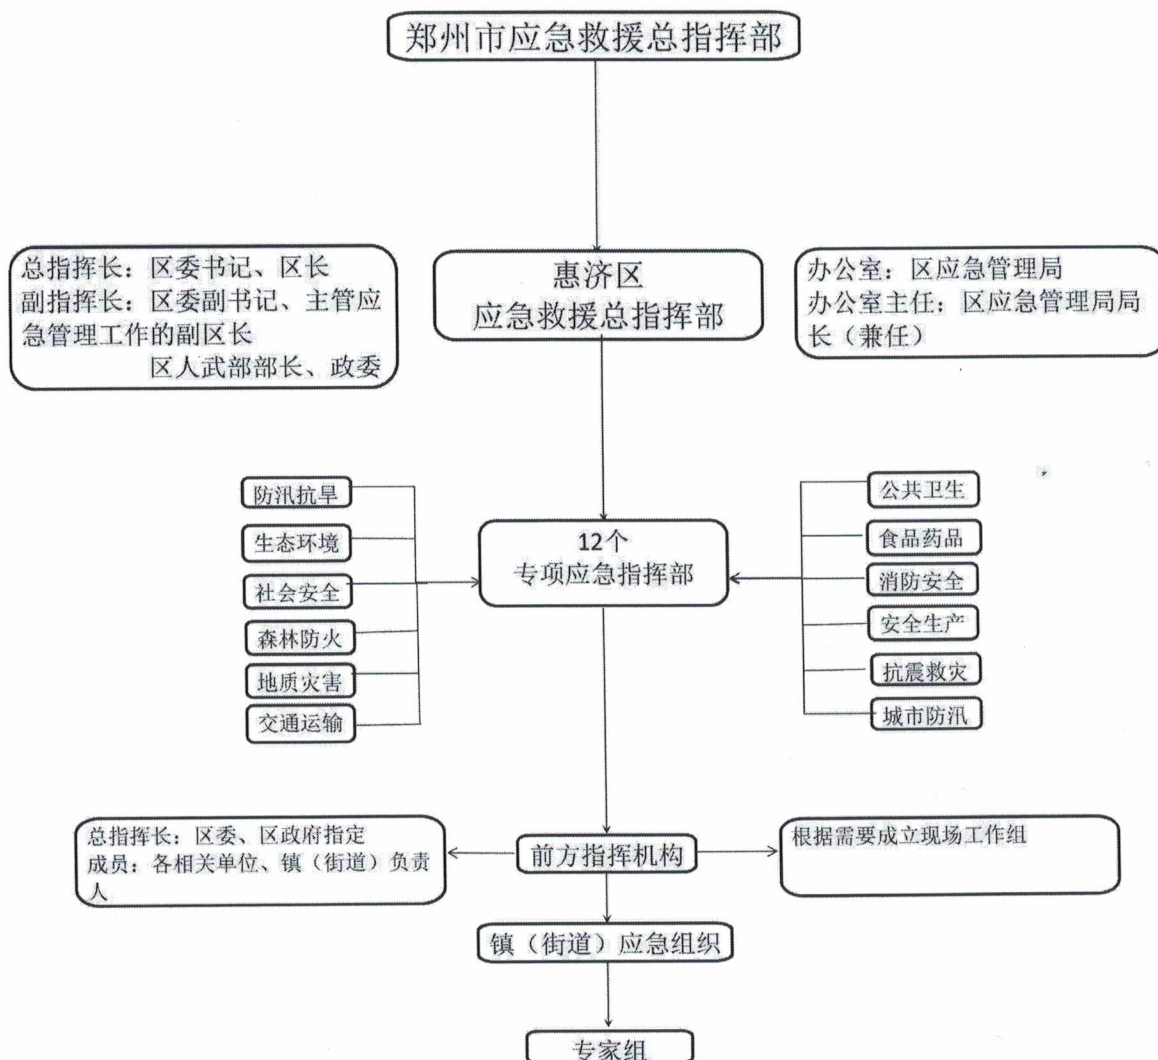 郑州市应急救援总指挥部
总指挥长：区委书记、区长
副指挥长：区委副书记、主管应
急管理工作的副区长
区人武部部长、政委
惠济区
应急救援总指挥部
办公室：区应急管理局
办公室主任：区应急管理局局
长（兼任）
防汛抗旱
生态环境
社会安全
森林防火
地质灾害
交通运输
12个
专项应急指挥部
公共卫生
食品药品
消防安全
安全生产
抗震救灾
城市防汛
总指挥长：区委、区政府指定
成员：各相关单位、镇（街道）负责
人
前方指挥机构
根据需要成立现场工作组
镇（街道）应急组织
专家组